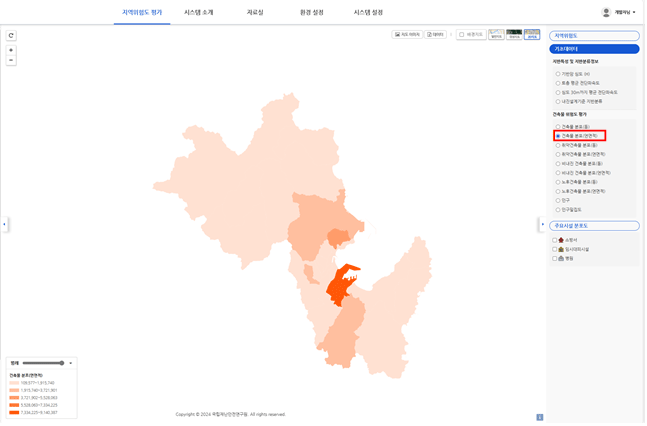 지역위험도 평가
시스템 소개
자료실
환경 설정
시스템 설정
개발자님
지도 이미지
데이터
배경지도
지역위험도
기초데이터
지반특성 및 지반분류정보
기반암 심도 (H)
토층 평균 전단파속도
심도 30m까지 평균 전단파속도
내진설계기준 지반분류
건축물 위험도 평가
건축물 분포(동)
건축물 분포(연면적)
목약건축물 분포(동)
목약건축물 분포(연면적)
비내진 건축물 분포(동)
비내진 건축물 분포(연면적)
노후건축물 분포(동)
노후건축물 분포(연면적)
인구
인구밀집도
주요시설 분포도
소방서
임시대피시설
병원
범례
건축물 분포(연면적)
109,577~1,915,740
1,915,740~3,721,901
3,721,902~5,528,063
5,528,063~7,334,225
7,334,225~9,140,387
Copyright © 2024 국립재난안전연구원. All rights reserved.